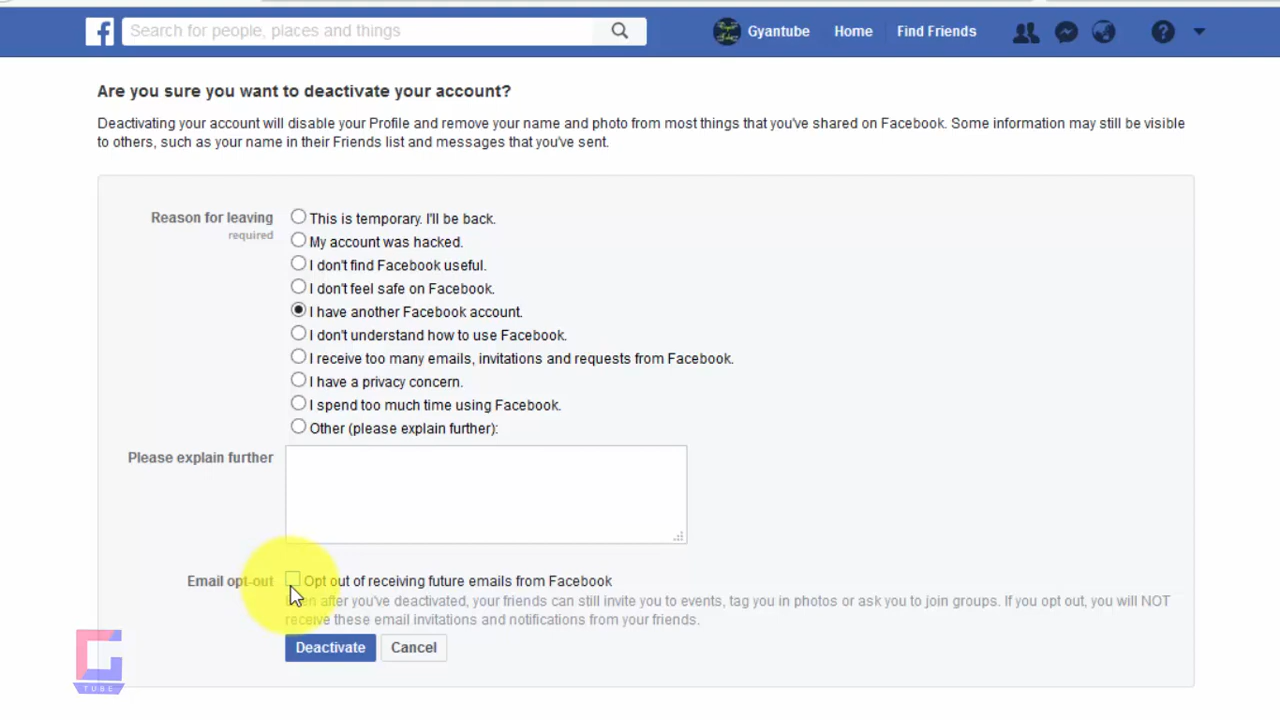 Search for people, places and things
Gyantube Home Find Friends
Are you sure you want to deactivate your account?
Deactivating your account will disable your Profile and remove your name and photo from most things that you've shared on Facebook. Some information may still be visible
to others, such as your name in their Friends list and messages that you've sent.
Reason for leaving
required
This is temporary. I'll be back.
My account was hacked.
I don't find Facebook useful.
I don't feel safe on Facebook.
I have another Facebook account.
I don't understand how to use Facebook.
I receive too many emails, invitations and requests from Facebook.
I have a privacy concern.
I spend too much time using Facebook.
Other (please explain further):
Please explain further
Email opt-out Opt out of receiving future emails from Facebook
after you've deactivated, your friends can still invite you to events, tag you in photos or ask you to join groups. If you opt out, you will NOT
receive these email invitations and notifications from your friends.
Deactivate Cancel
TUBE